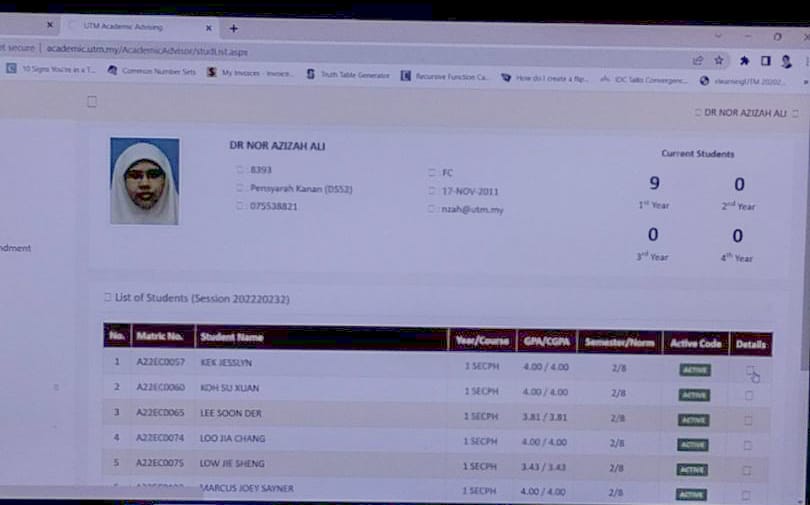 UTM Academic Advising
academic.utm.my/AcademicAdvisor/studList.aspx
10 Signs You're in a T... Common Number Sets My Invoices - Invoice... Truth Table Generator Recursive Function Ca... How do I create a flip... IDC Talks Convergenc... elearning@UTM 20202...
DR NOR AZIZAH ALI
DR NOR AZIZAH ALI
: 8393
: Pensyarah Kanan (DS52)
: 075538821
: FC
: 17-NOV-2011
: nzah@utm.my
Current Students
9 0
1st Year 2nd Year
0 0
3rd Year 4th Year
ndment
List of Students (Session 202220232)
No. Matric No. Student Name Year/Course GPA/CGPA Semester/Norm Active Code Details
1 A22EC0057 KEK JESSLYN 1 SECPH 4.00 / 4.00 2/8 ACTIVE
2 A22EC0060 KOH SU XUAN 1 SECPH 4.00 / 4.00 2/8 ACTIVE
3 A22EC0065 LEE SOON DER 1 SECPH 3.81 / 3.81 2/8 ACTIVE
4 A22EC0074 LOO JIA CHANG 1 SECPH 4.00 / 4.00 2/8 ACTIVE
5 A22EC0075 LOW JIE SHENG 1 SECPH 3.43 / 3.43 2/8 ACTIVE
MARCUS JOEY SAYNER 1 SECPH 4.00 / 4.00 2/8 ACTIVE